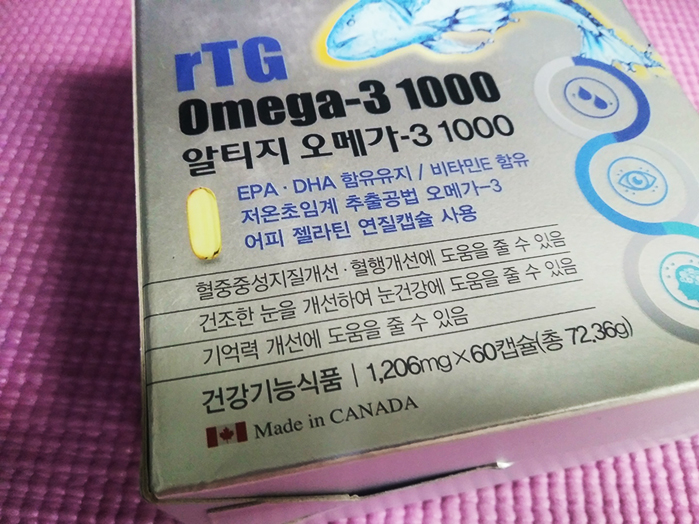 rTG
Omega-3 1000
알티지 오메가-3 1000
EPA · DHA 함유유지 / 비타민E 함유
저온초임계 추출공법 오메가-3
어피 젤라틴 연질캡슐 사용
혈중중성지질개선 · 혈행개선에 도움을 줄 수 있음
건조한 눈을 개선하여 눈건강에 도움을 줄 수 있음
기억력 개선에 도움을 줄 수 있음
건강기능식품 | 1,206mg × 60캡슐(총 72.36g)
Made in CANADA